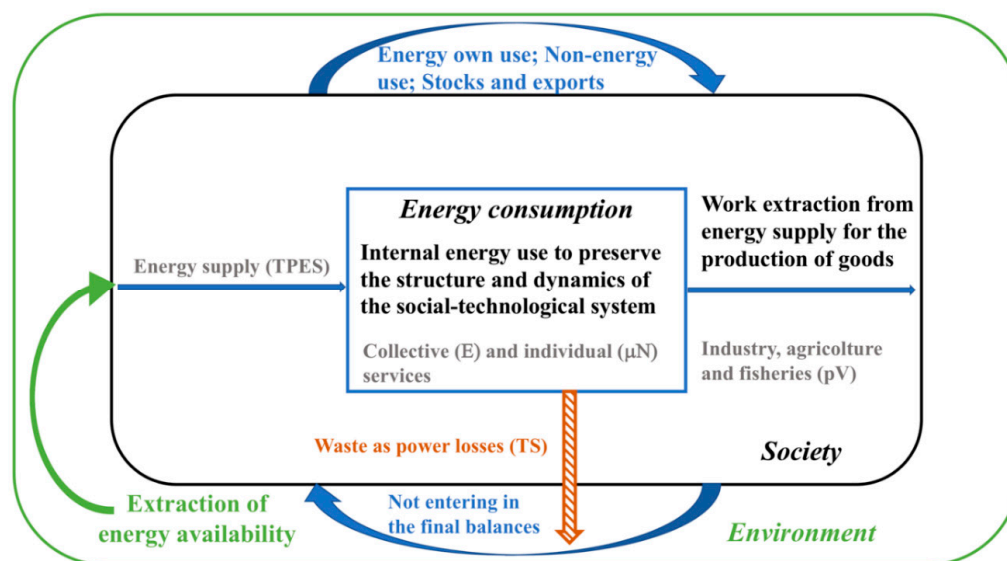 Energy own use; Non-energy
use; Stocks and exports
Energy consumption
Internal energy use to preserve
the structure and dynamics of
the social-technological system
Collective (E) and individual (μN)
services
Energy supply (TPES)
Work extraction from
energy supply for the
production of goods
Industry, agricolture
and fisheries (pV)
Waste as power losses (TS)
Society
Not entering in
the final balances
Extraction of
energy availability
Environment